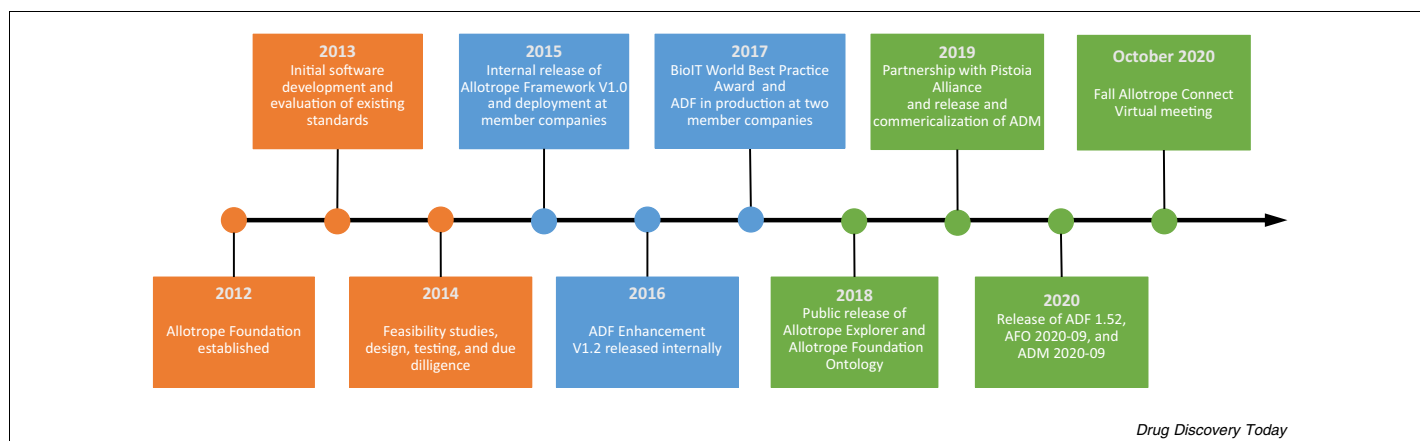 2013
Initial software
development and
evaluation of existing
standards
2015
Internal release of
Allotrope Framework V1.0
and deployment at
member companies
2017
BioIT World Best Practice
Award and
ADF in production at two
member companies
2019
Partnership with Pistoia
Alliance
and release and
commericalization of ADM
October 2020
Fall Allotrope Connect
Virtual meeting
2012
Allotrope Foundation
established
2014
Feasibility studies,
design, testing, and due
dilligence
2016
ADF Enhancement
V1.2 released internally
2018
Public release of
Allotrope Explorer and
Allotrope Foundation
Ontology
2020
Release of ADF 1.52,
AFO 2020-09, and
ADM 2020-09
Drug Discovery Today